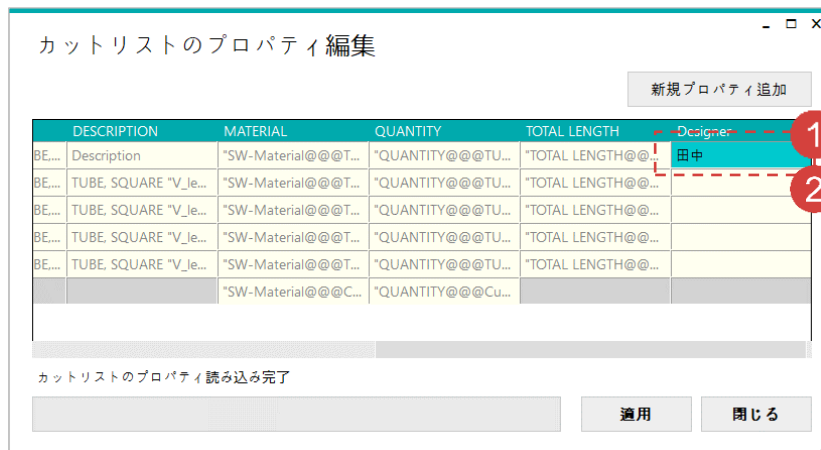 カットリストのプロパティ編集
新規プロパティ追加
DESCRIPTION MATERIAL QUANTITY TOTAL LENGTH Designer 1
BE,... Description "SW-Material@@@T... "QUANTITY@@@TU... "TOTAL LENGTH@@... 田中
2
BE,... TUBE, SQUARE "V_le... "SW-Material@@@T... "QUANTITY@@@TU... "TOTAL LENGTH@@...
BE,... TUBE, SQUARE "V_le... "SW-Material@@@T... "QUANTITY@@@TU... "TOTAL LENGTH@@...
BE,... TUBE, SQUARE "V_le... "SW-Material@@@T... "QUANTITY@@@TU... "TOTAL LENGTH@@...
BE,... TUBE, SQUARE "V_le... "SW-Material@@@T... "QUANTITY@@@TU... "TOTAL LENGTH@@...
"SW-Material@@@C... "QUANTITY@@@Cu...
カットリストのプロパティ読み込み完了
適用 閉じる